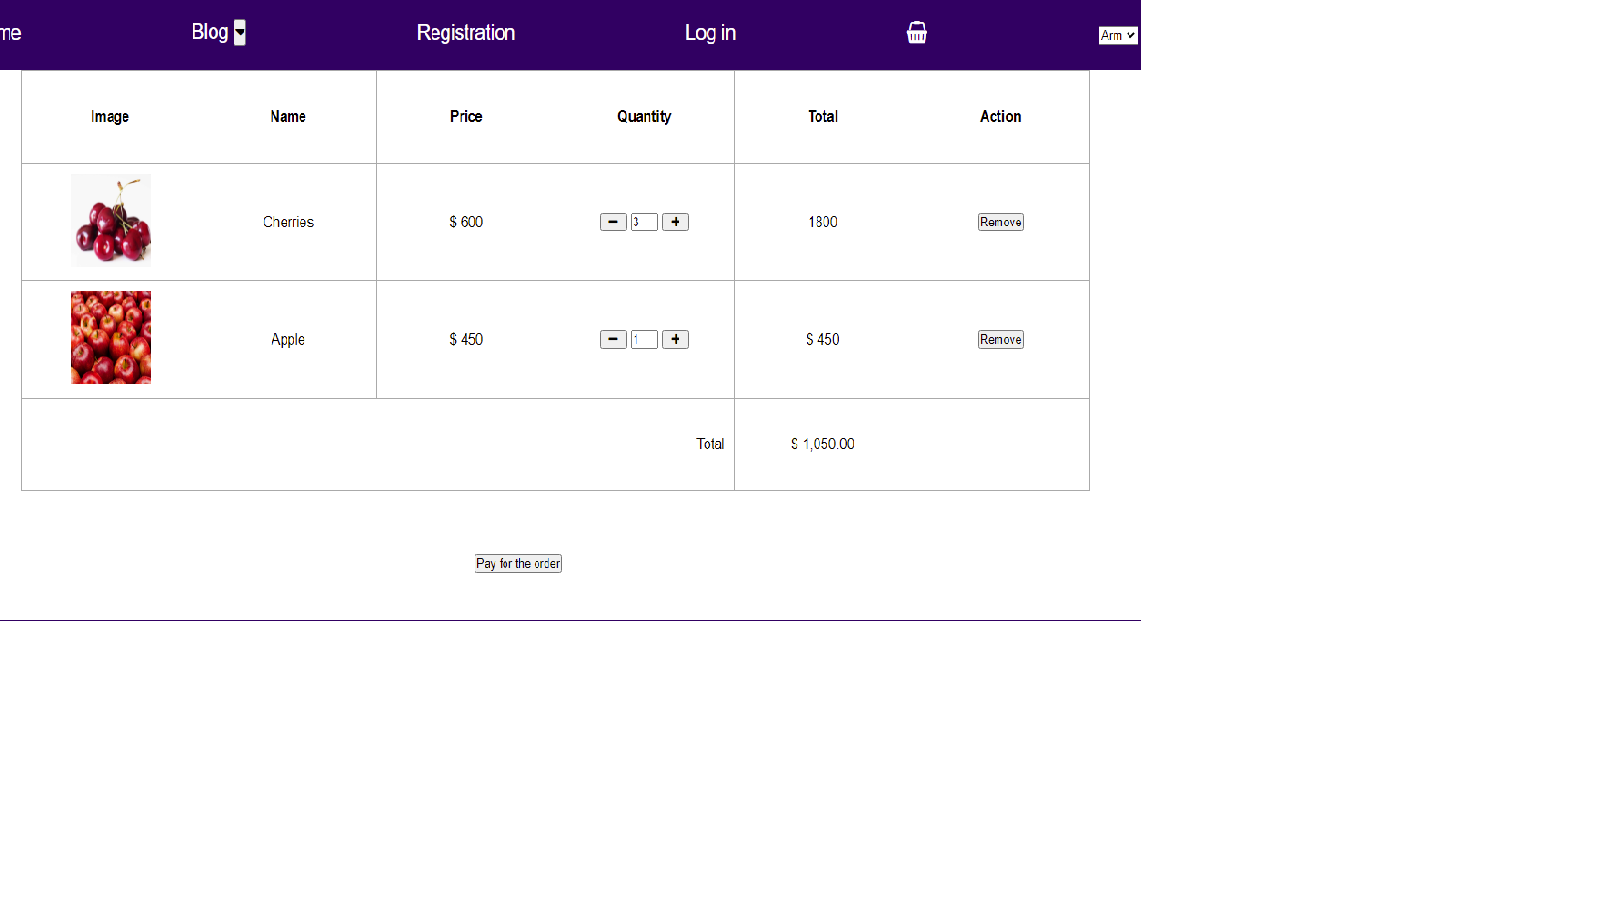 me Blog Registration Log in Arm
Image Name Price Quantity Total Action
Cherries $ 600 3 1800 Remove
Apple $ 450 1 $ 450 Remove
Total $ 1,050.00
Pay for the order